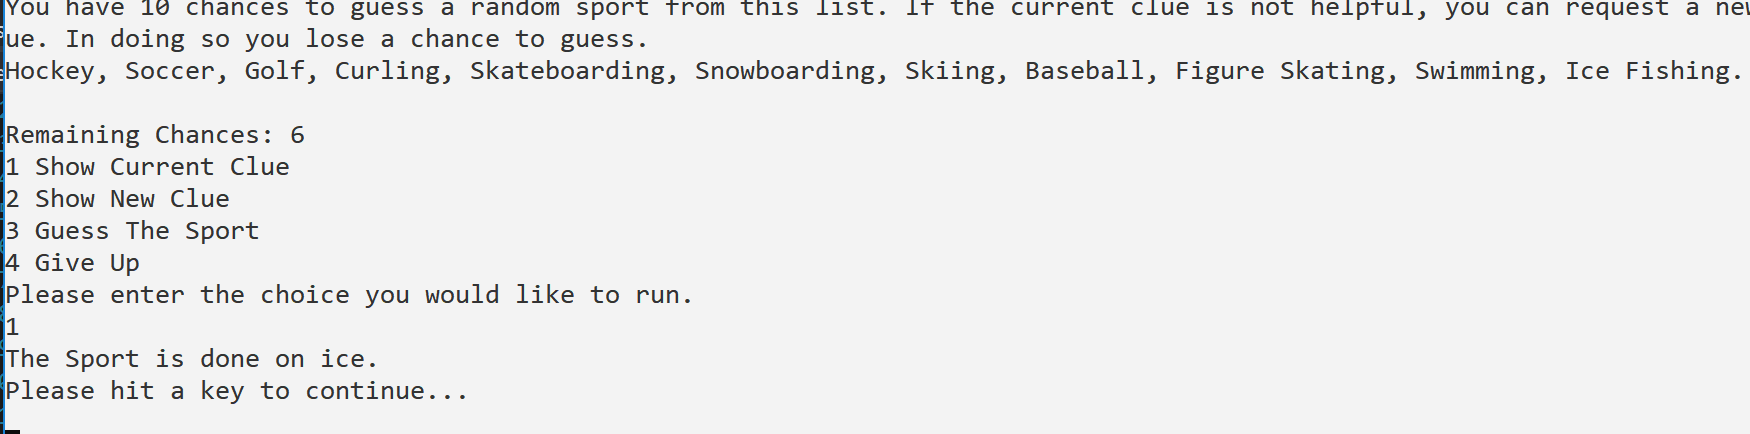 You have 10 chances to guess a random sport from this list. If the current clue is not helpful, you can request a new
ue. In doing so you lose a chance to guess.
Hockey, Soccer, Golf, Curling, Skateboarding, Snowboarding, Skiing, Baseball, Figure Skating, Swimming, Ice Fishing.
Remaining Chances: 6
1 Show Current Clue
2 Show New Clue
3 Guess The Sport
4 Give Up
Please enter the choice you would like to run.
1
The Sport is done on ice.
Please hit a key to continue...